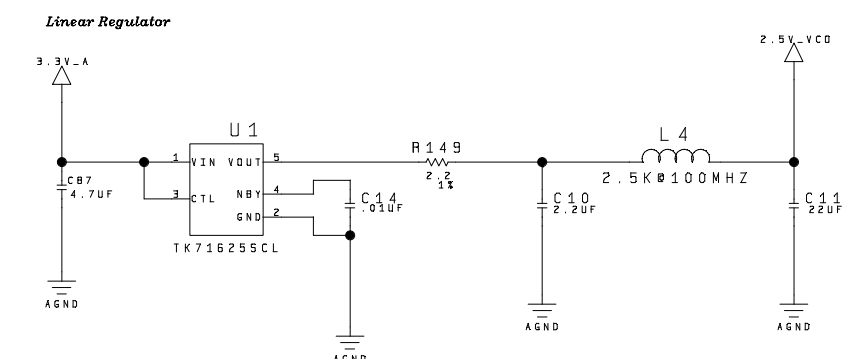 Linear Regulator
3.3V_A
2.5V_VCO
U1
1 VIN VOUT 5
R149
2.2
1%
L4
2.5K@100MHZ
C87
4.7UF
3 CTL
NBY 4
GND 2
C14
.01UF
C10
2.2UF
C11
22UF
TK71625SCL
AGND
AGND
AGND
AGND